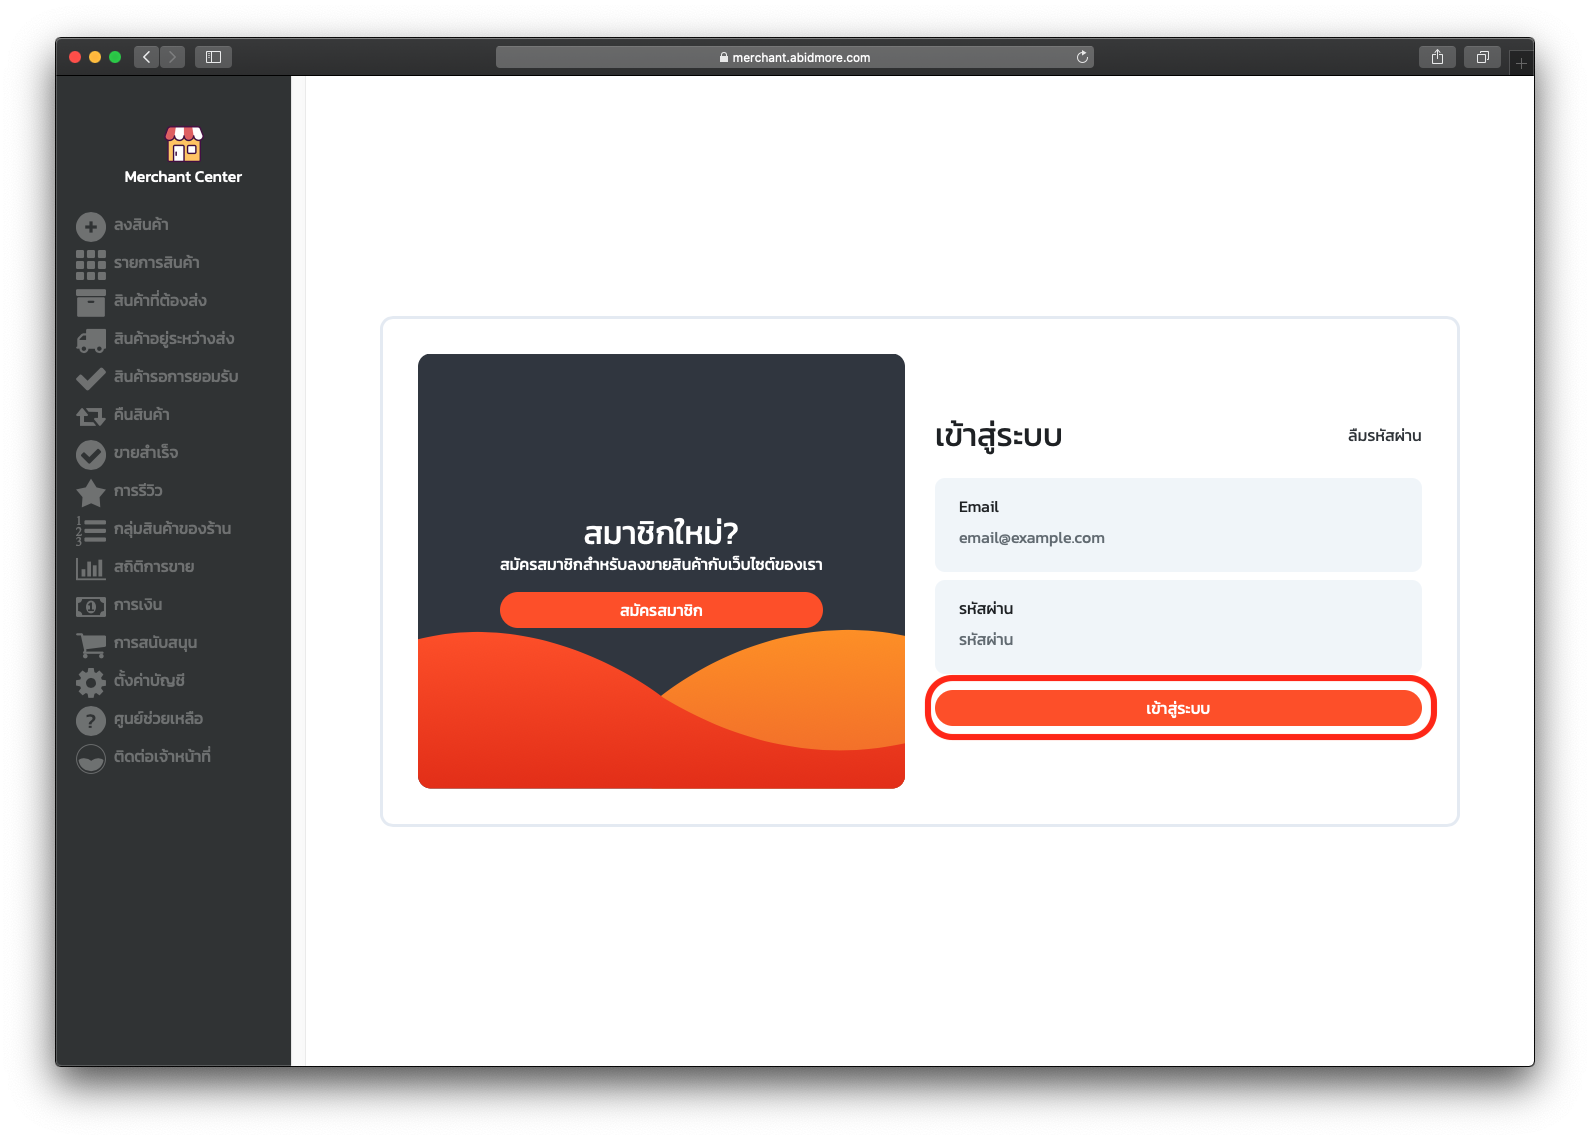 merchant.abidmore.com
Merchant Center
ลงสินค้า
รายการสินค้า
สินค้าที่ต้องส่ง
สินค้าอยู่ระหว่างส่ง
สินค้ารอการยอมรับ
คืนสินค้า
ขายสำเร็จ
การรีวิว
กลุ่มสินค้าของร้าน
สถิติการขาย
การเงิน
การสนับสนุน
ตั้งค่าบัญชี
ศูนย์ช่วยเหลือ
ติดต่อเจ้าหน้าที่
สมาชิกใหม่?
สมัครสมาชิกสำหรับลงขายสินค้ากับเว็บไซต์ของเรา
สมัครสมาชิก
เข้าสู่ระบบ
ลืมรหัสผ่าน
Email
email@example.com
รหัสผ่าน
รหัสผ่าน
เข้าสู่ระบบ